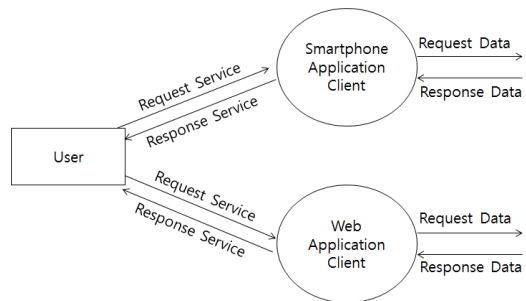 Smartphone
Application
Client
Request Data
Response Data
Request Service
Response Service
User
Request Service
Response Service
Web
Application
Client
Request Data
Response Data